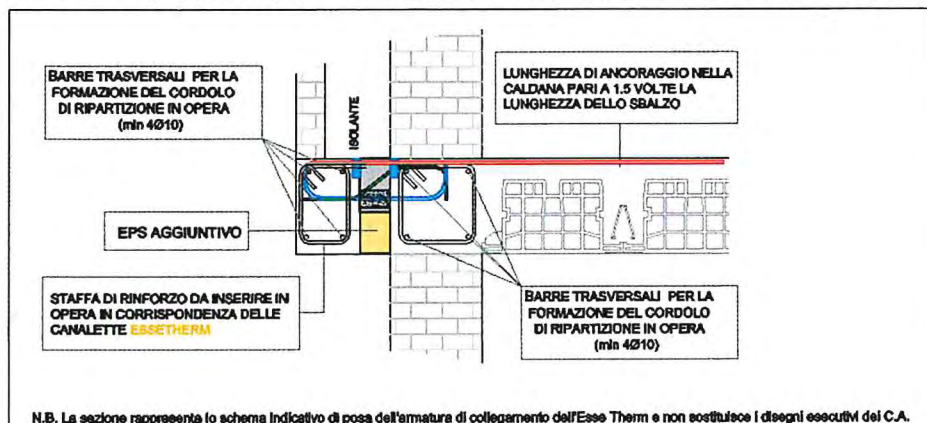 BARRE TRASVERSALI PER LA
FORMAZIONE DEL CORDOLO
DI RIPARTIZIONE IN OPERA
(min 4Ø10)
ISOLANTE
LUNGHEZZA DI ANCORAGGIO NELLA
CALDANA PARI A 1.5 VOLTE LA
LUNGHEZZA DELLO SBALZO
EPS AGGIUNTIVO
STAFFA DI RINFORZO DA INSERIRE IN
OPERA IN CORRISPONDENZA DELLE
CANALETTE ESSETHERM
BARRE TRASVERSALI PER LA
FORMAZIONE DEL CORDOLO
DI RIPARTIZIONE IN OPERA
(min 4Ø10)
N.B. La sezione rappresenta lo schema indicativo di posa dell'armatura di collegamento dell'Esse Therm e non sostituisce i disegni esecutivi dei C.A.